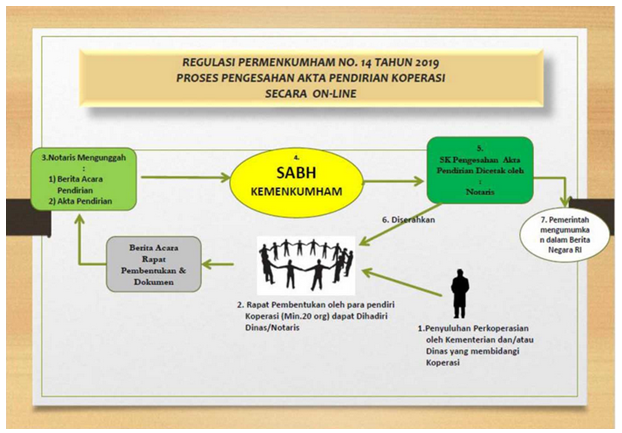 REGULASI PERMENKUMHAM NO. 14 TAHUN 2019
PROSES PENGESAHAN AKTA PENDIRIAN KOPERASI
SECARA ON-LINE
3.Notaris Mengunggah
:
1) Berita Acara
Pendirian
2) Akta Pendirian
4.
SABH
KEMENKUMHAM
5.
SK Pengesahan Akta
Pendirian Dicetak oleh
:
Notaris
6. Diserahkan
7. Pemerintah
mengumumka
n dalam Berita
Negara RI
Berita Acara
Rapat
Pembentukan &
Dokumen
2. Rapat Pembentukan oleh para pendiri
Koperasi (Min.20 org) dapat Dihadiri
Dinas/Notaris
1.Penyuluhan Perkoperasian
oleh Kementerian dan/atau
Dinas yang membidangi
Koperasi